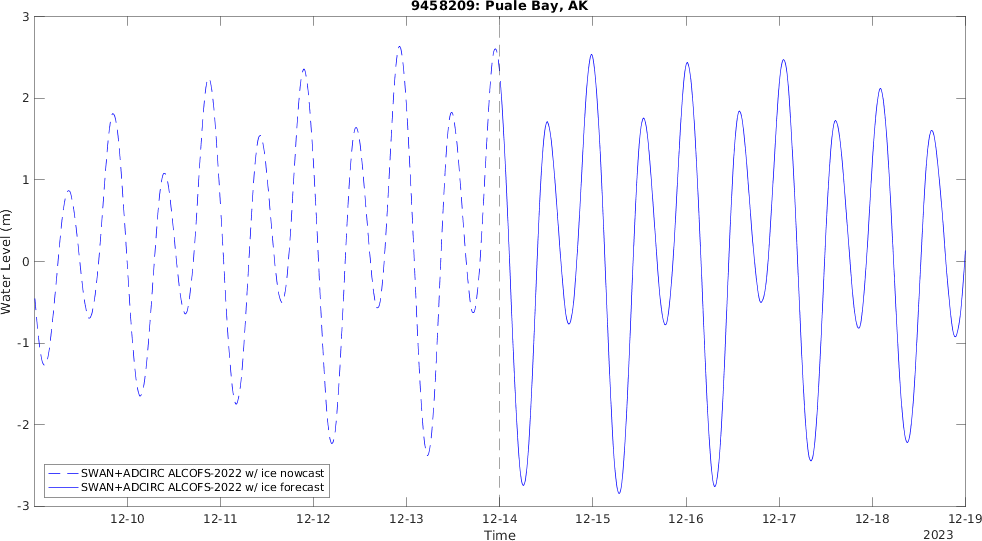 9458209: Puale Bay, AK
3
2
1
0
-1
-2
-3
Water Level (m)
SWAN+ADCIRC ALCOFS-2022 w/ ice nowcast
SWAN+ADCIRC ALCOFS-2022 w/ ice forecast
12-10 12-11 12-12 12-13 12-14 12-15 12-16 12-17 12-18 12-19
Time
2023